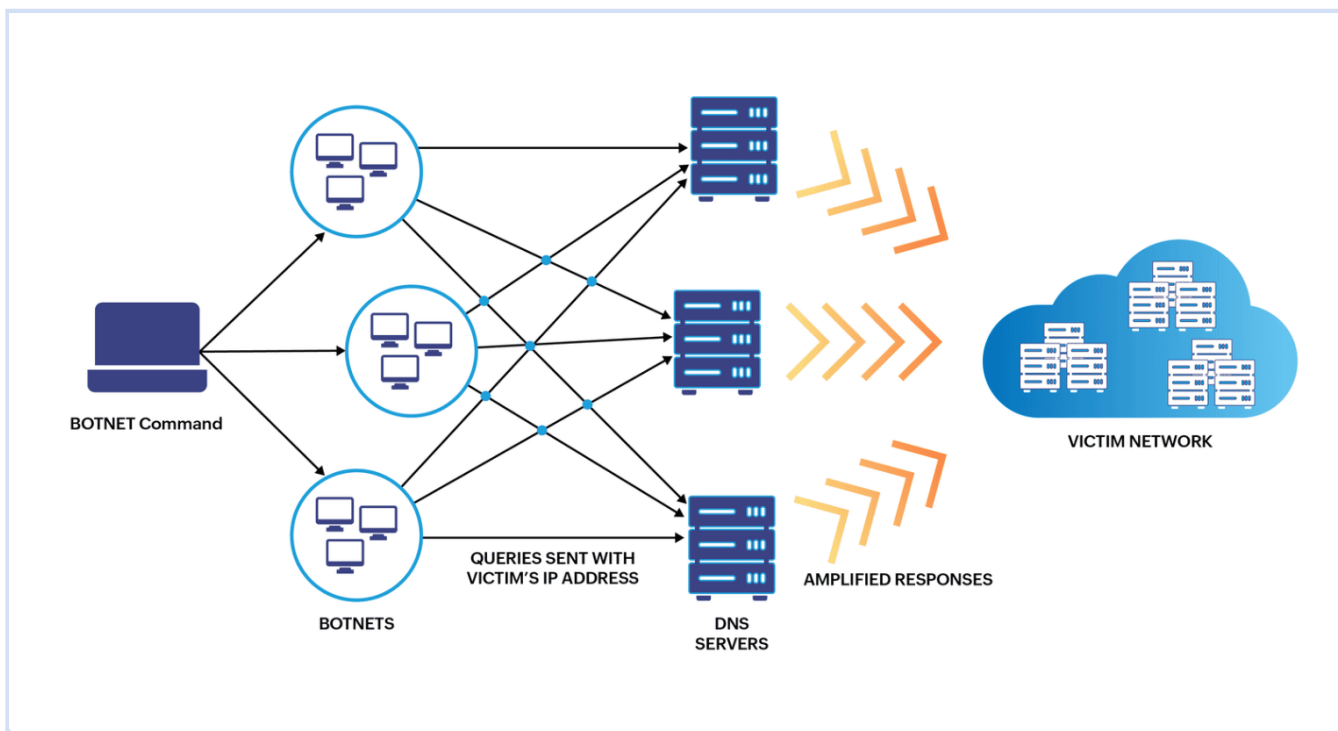 BOTNET Command
BOTNETS
QUERIES SENT WITH
VICTIM'S IP ADDRESS
DNS
SERVERS
AMPLIFIED RESPONSES
VICTIM NETWORK